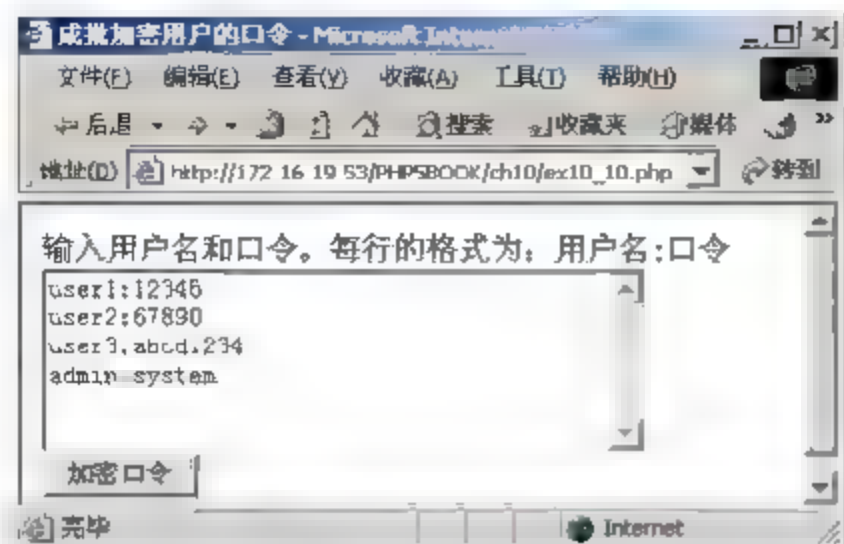 成批加密用户的口令 - Microsoft
文件(F) 编辑(E) 查看(V) 收藏(A) 工具(T) 帮助(H)
后退 搜索 收藏夹 媒体 »
地址(D) http://172.16.19.53/PHP5BOOK/ch10/ex10_10.php 转到
输入用户名和口令。每行的格式为：用户名:口令
user1:12345
user2:67890
user3,abcd,234
admin=system
加密口令
完毕 Internet